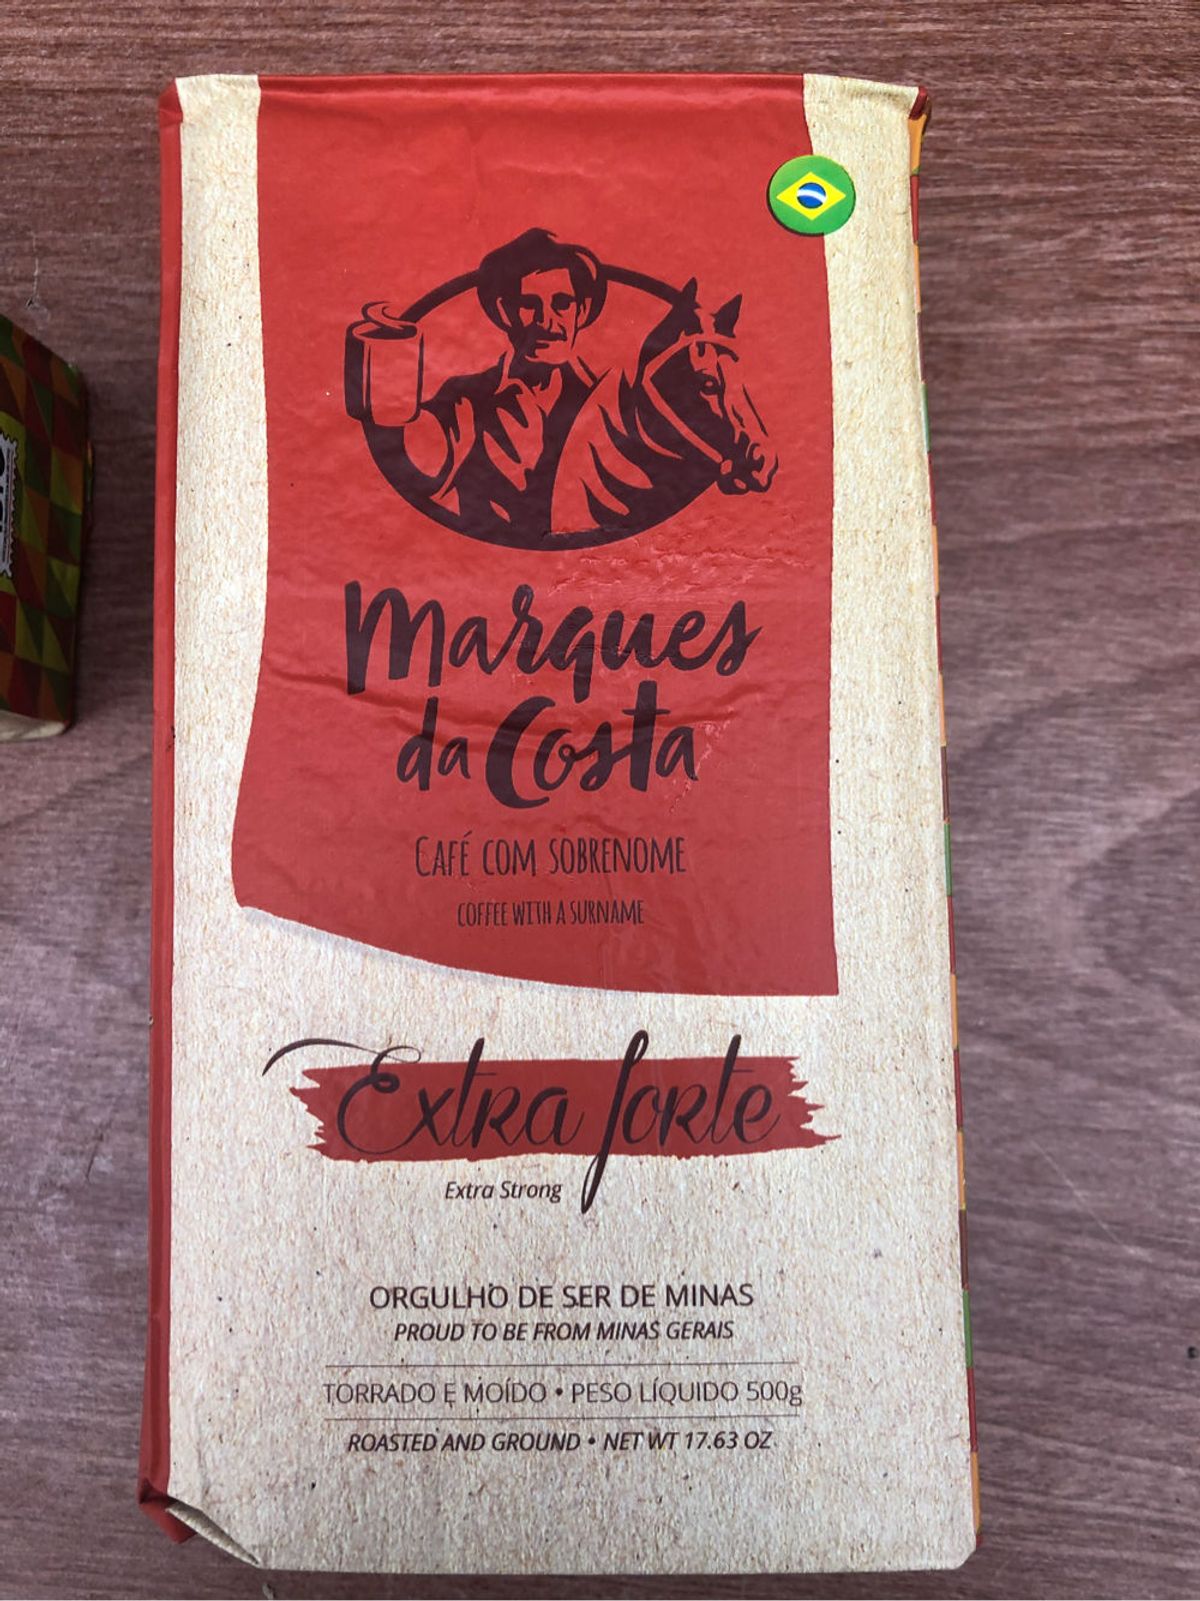 Marques
da Costa
CAFÉ COM SOBRENOME
COFFEE WITH A SURNAME
Extra forte
Extra Strong
ORGULHO DE SER DE MINAS
PROUD TO BE FROM MINAS GERAIS
TORRADO E MOÍDO • PESO LÍQUIDO 500g
ROASTED AND GROUND • NET WT 17.63 OZ